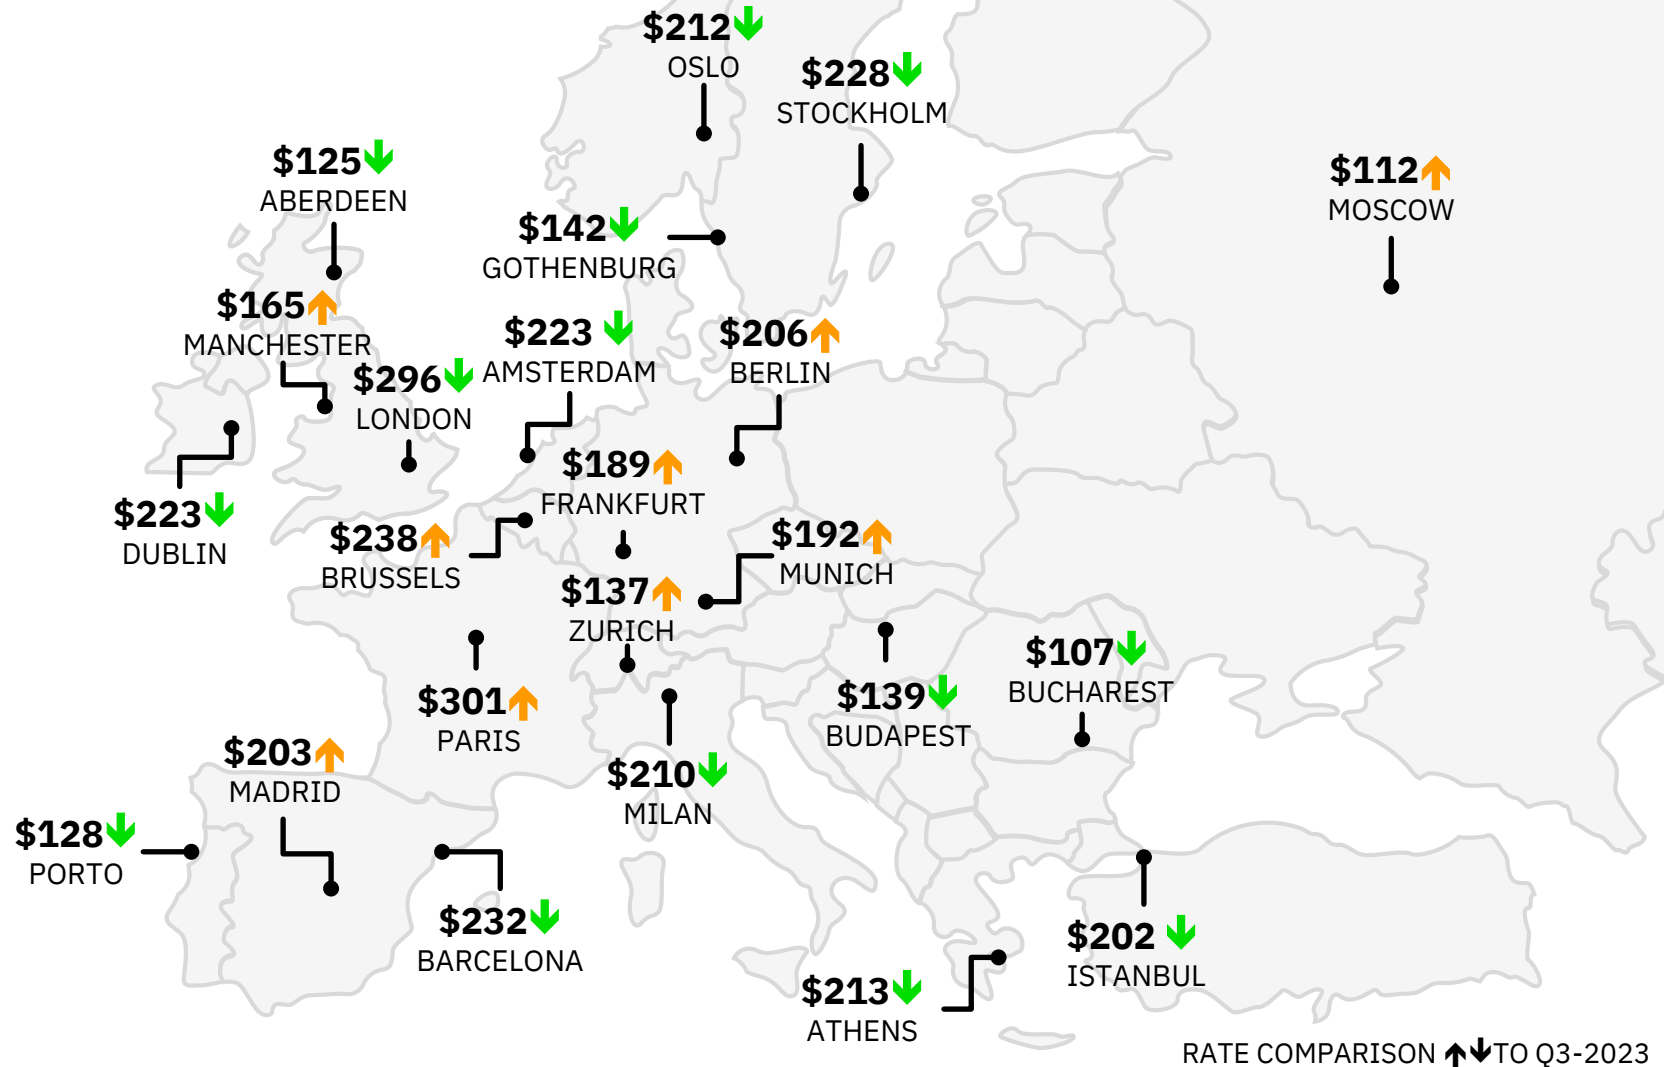 $212
OSLO
$228
STOCKHOLM
$125
ABERDEEN
$112
MOSCOW
$142
GOTHENBURG
$165
MANCHESTER
$223
AMSTERDAM
$206
BERLIN
$296
LONDON
$189
FRANKFURT
$223
DUBLIN
$238
BRUSSELS
$192
MUNICH
$137
ZURICH
$107
BUCHAREST
$139
BUDAPEST
$301
PARIS
$203
MADRID
$210
MILAN
$128
PORTO
$232
BARCELONA
$202
ISTANBUL
$213
ATHENS
RATE COMPARISON ↑↓TO Q3-2023